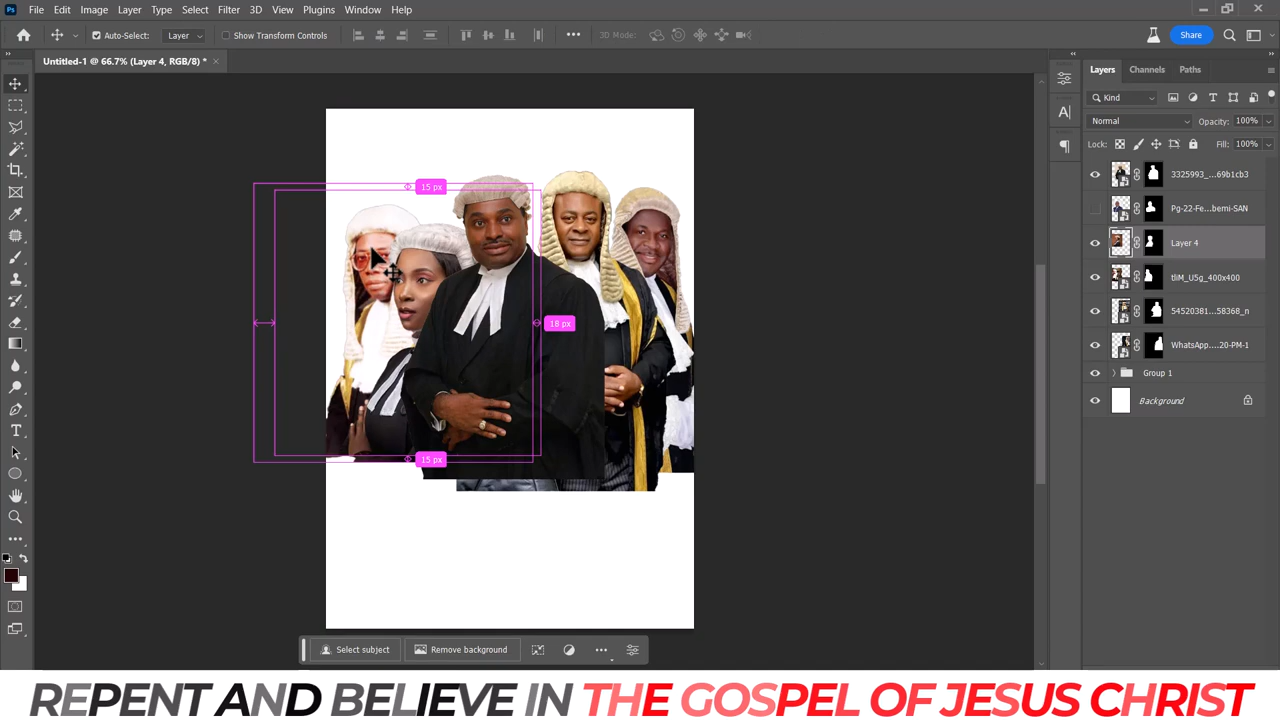 Ps File Edit Image Layer Type Select Filter 3D View Plugins Window Help
Auto-Select: Layer Show Transform Controls 3D Mode: Share
Untitled-1 @ 66.7% (Layer 4, RGB/8) *
Layers Channels Paths
Kind
Normal Opacity: 100%
Lock: Fill: 100%
3325993_...69b1cb3
Pg-22-Fe...bemi-SAN
Layer 4
tliM_U5g_400x400
54520381...58368_n
WhatsApp....20-PM-1
Group 1
Background
15 px
18 px
15 px
Select subject Remove background
REPENT AND BELIEVE IN THE GOSPEL OF JESUS CHRIST